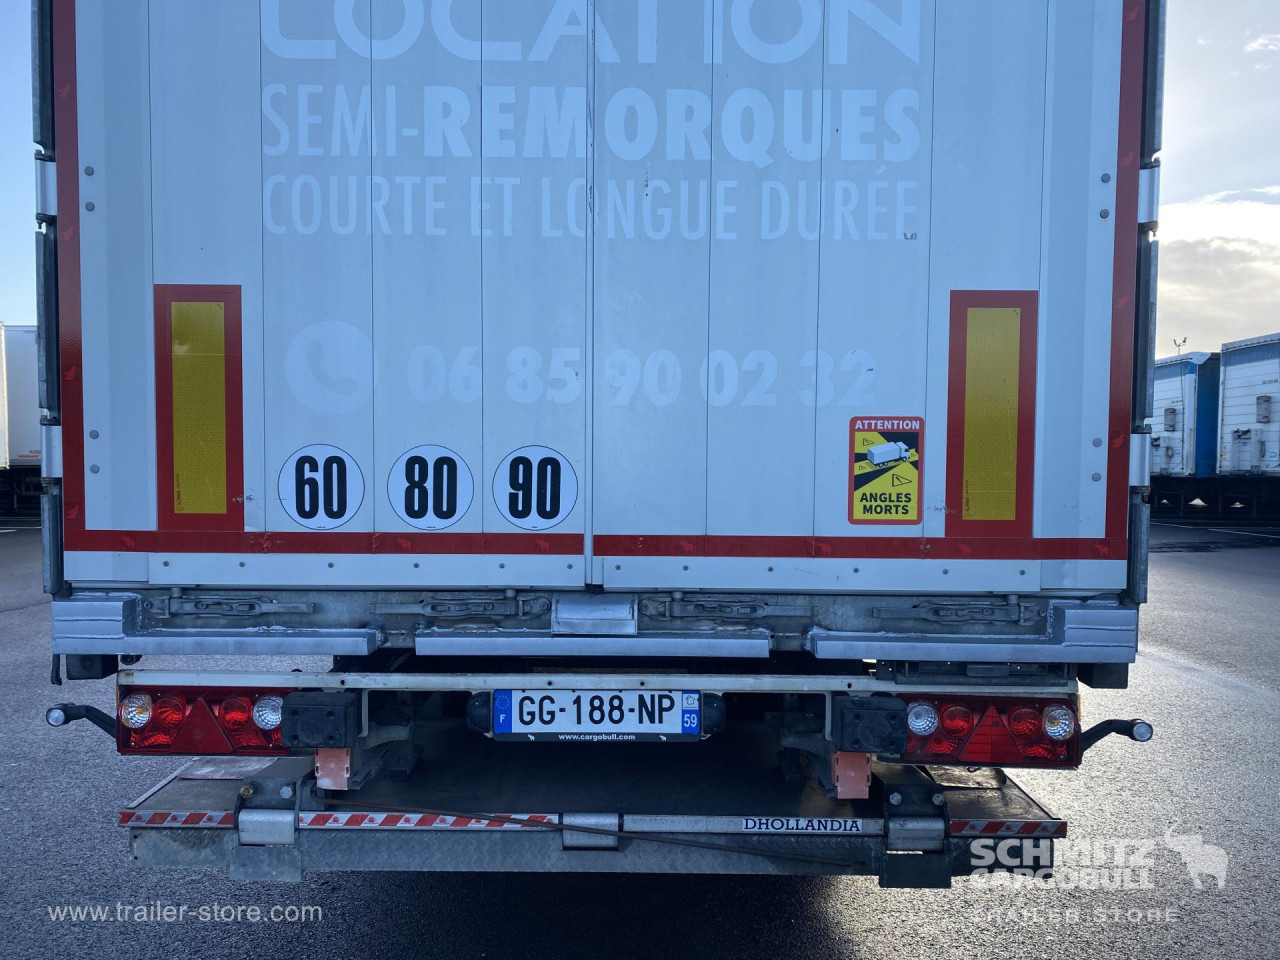 LOCATION
SEMI-REMORQUES
COURTE ET LONGUE DURÉE
06 85 90 02 32
60 80 90
ATTENTION
ANGLES
MORTS
F GG-188-NP 59
www.cargobull.com
DHOLLANDIA
SCHMITZ
CARGOBULL
TRAILER STORE
www.trailer-store.com